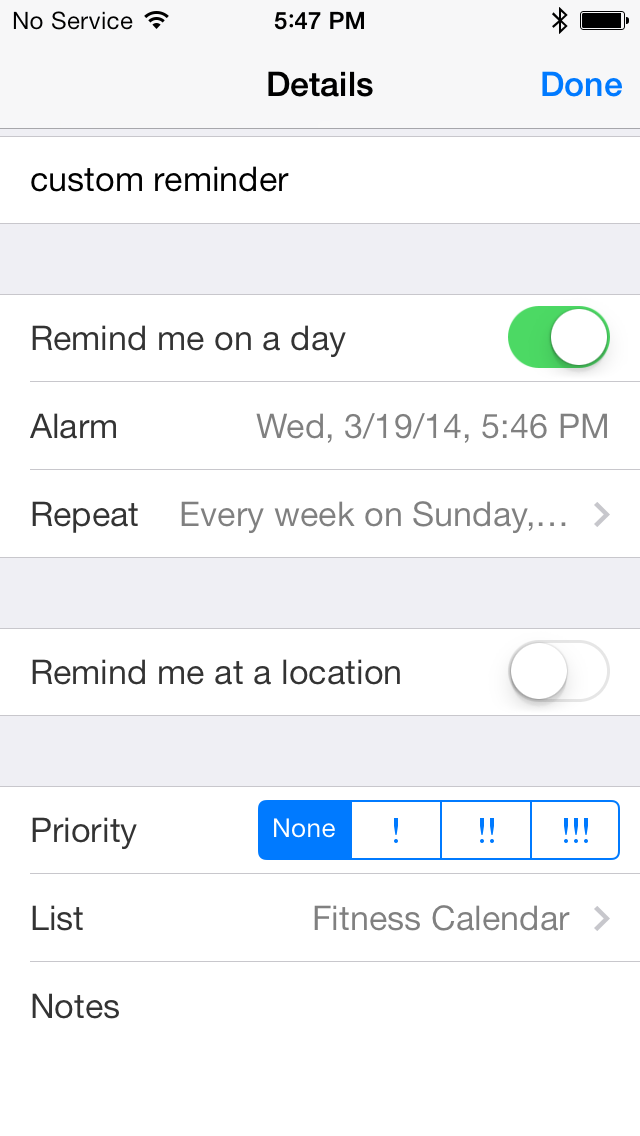 No Service 5:47 PM
Details Done
custom reminder
Remind me on a day
Alarm Wed, 3/19/14, 5:46 PM
Repeat Every week on Sunday,...
Remind me at a location
Priority None ! !! !!!
List Fitness Calendar
Notes